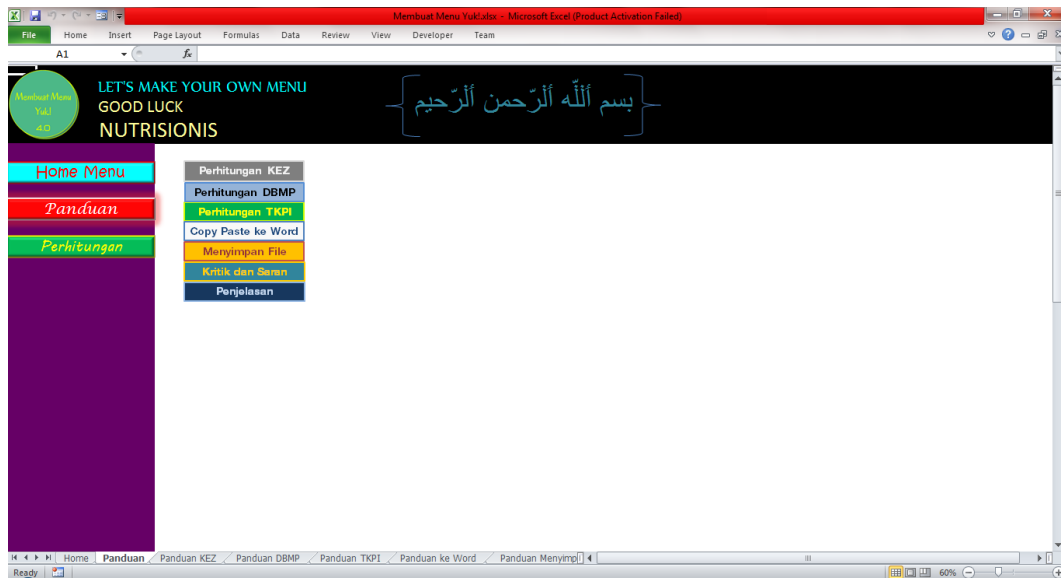 Membuat Menu Yuk!.xlsx - Microsoft Excel (Product Activation Failed)
File Home Insert Page Layout Formulas Data Review View Developer Team
A1 fx
Membuat Menu
Yuk!
4.0
LET'S MAKE YOUR OWN MENU
GOOD LUCK
NUTRISIONIS
بسم ألله ألرّحمن ألرّحيم
Home Menu
Panduan
Perhitungan
Perhitungan KEZ
Perhitungan DBMP
Perhitungan TKPI
Copy Paste ke Word
Menyimpan File
Kritik dan Saran
Penjelasan
Home Panduan Panduan KEZ Panduan DBMP Panduan TKPI Panduan ke Word Panduan Menyimp
Ready 60%